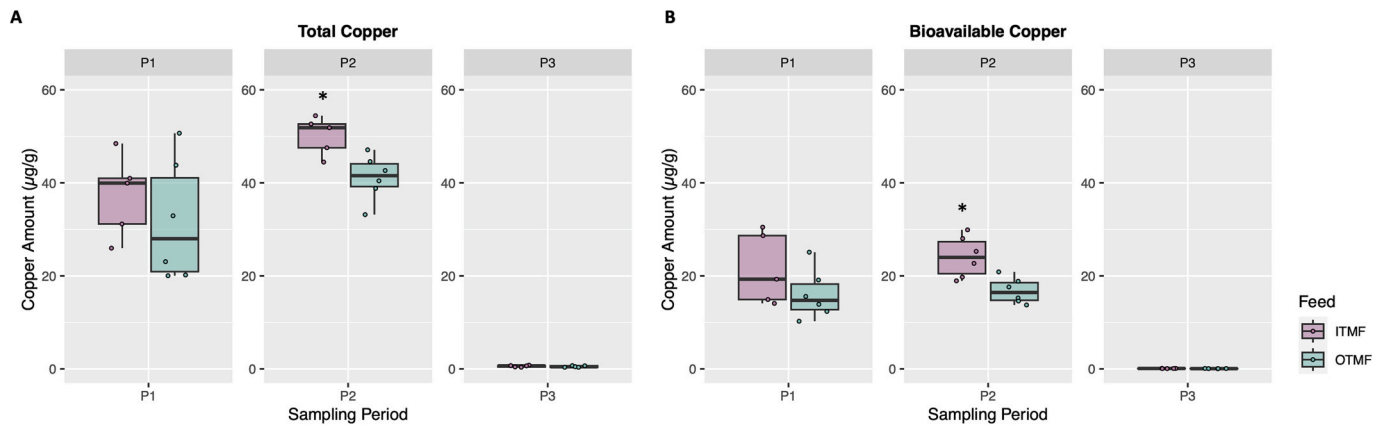 A
Total Copper
P1
P2
P3
Copper Amount (µg/g)
60
40
20
0
*
60
40
20
0
60
40
20
0
P1
P2
P3
Sampling Period
B
Bioavailable Copper
P1
P2
P3
Copper Amount (µg/g)
60
40
20
0
60
40
20
0
*
60
40
20
0
P1
P2
P3
Sampling Period
Feed
ITMF
OTMF